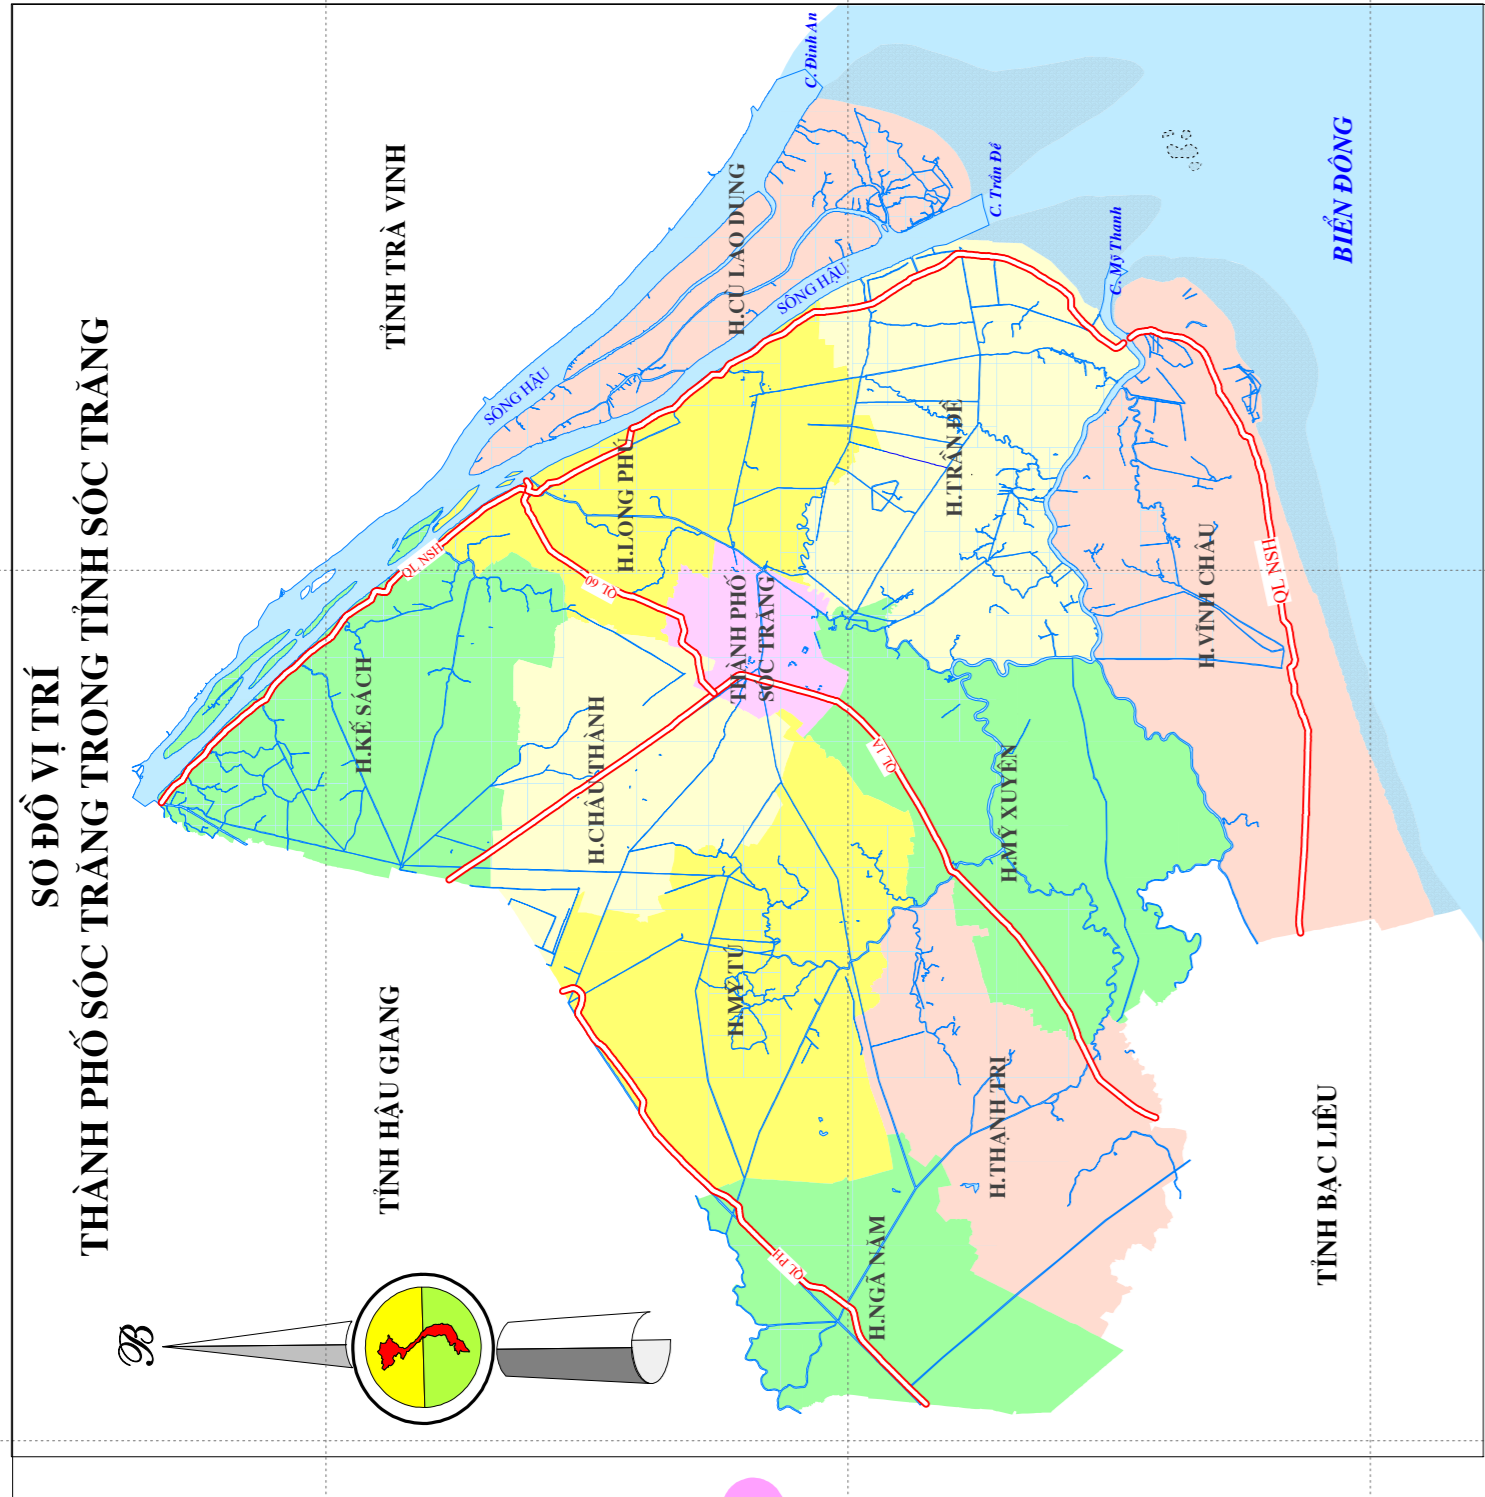 SƠ ĐỒ VỊ TRÍ
THÀNH PHỐ SÓC TRĂNG TRONG TỈNH SÓC TRĂNG
B
TỈNH HẬU GIANG
TỈNH TRÀ VINH
H.KẾ SÁCH
QL NSH
SÔNG HẬU
H.CHÂU THÀNH
QL 60
H.LONG PHÚ
H.MỸ TÚ
THÀNH PHỐ
SÓC TRĂNG
H.CÙ LAO DUNG
QL PH
SÔNG HẬU
C. Định An
H.NGÃ NĂM
QL 1A
H.TRẦN ĐỀ
C. Trần Đề
H.THẠNH TRỊ
H.MỸ XUYÊN
C. Mỹ Thanh
H.VĨNH CHÂU
QL NSH
TỈNH BẠC LIÊU
BIỂN ĐÔNG